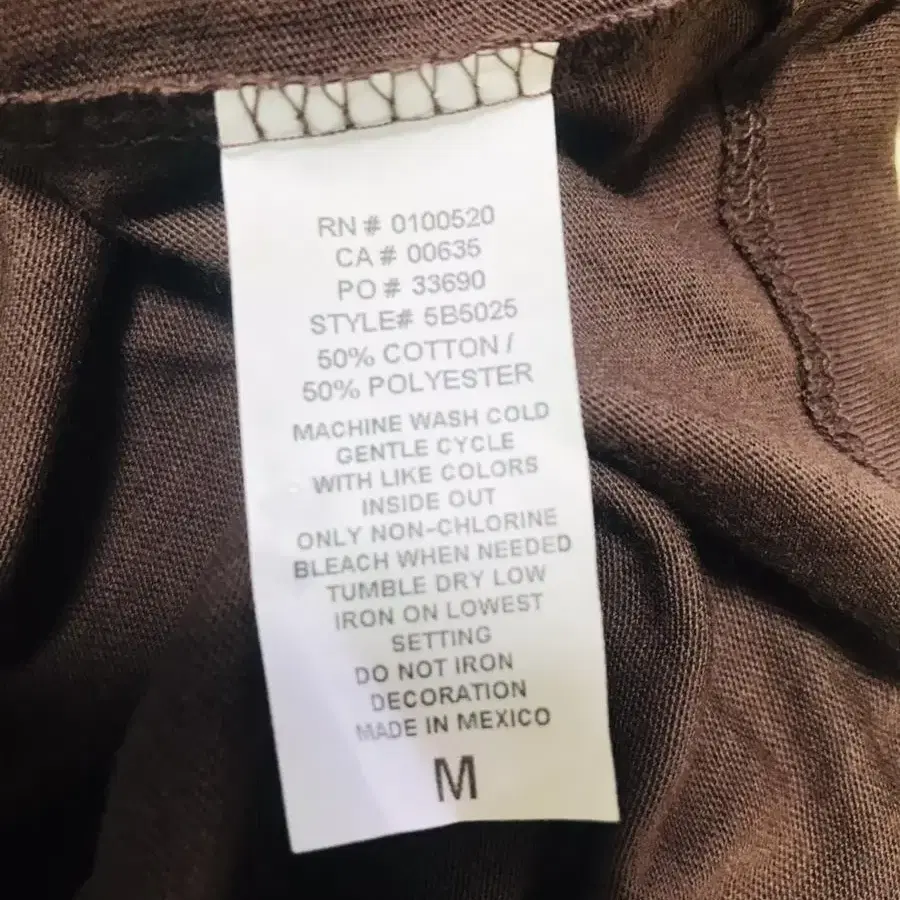 RN # 0100520
CA # 00635
PO # 33690
STYLE# 5B5025
50% COTTON /
50% POLYESTER
MACHINE WASH COLD
GENTLE CYCLE
WITH LIKE COLORS
INSIDE OUT
ONLY NON-CHLORINE
BLEACH WHEN NEEDED
TUMBLE DRY LOW
IRON ON LOWEST
SETTING
DO NOT IRON
DECORATION
MADE IN MEXICO
M